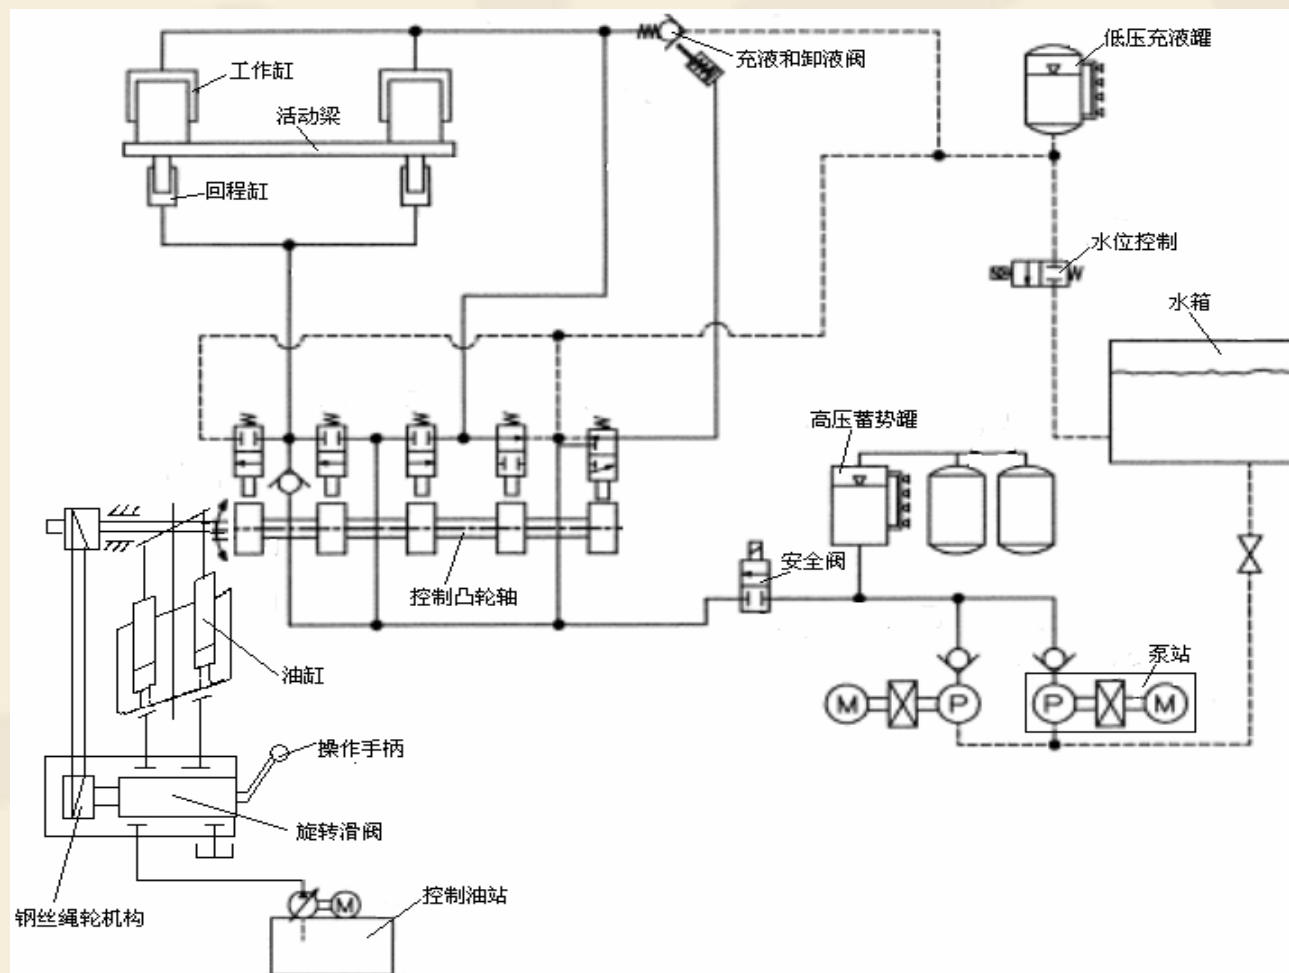 低压充液罐
充液和卸液阀
工作缸
活动梁
回程缸
水位控制
水箱
W
W
W
W
W
W
高压蓄势罐
安全阀
控制凸轮轴
泵站
油缸
M
P
P
M
操作手柄
旋转滑阀
控制油站
M
钢丝绳轮机构